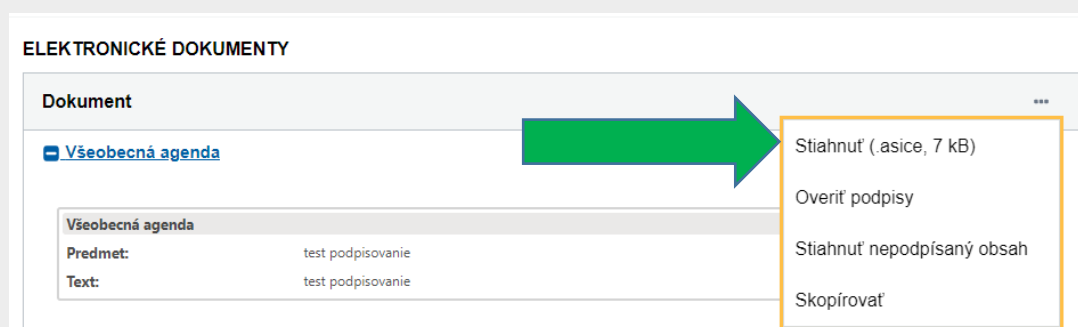 ELEKTRONICKÉ DOKUMENTY
Dokument
Všeobecná agenda
Všeobecná agenda
Predmet: test podpisovanie
Text: test podpisovanie
Stiahnuť (.asice, 7 kB)
Overiť podpisy
Stiahnuť nepodpísaný obsah
Skopírovať